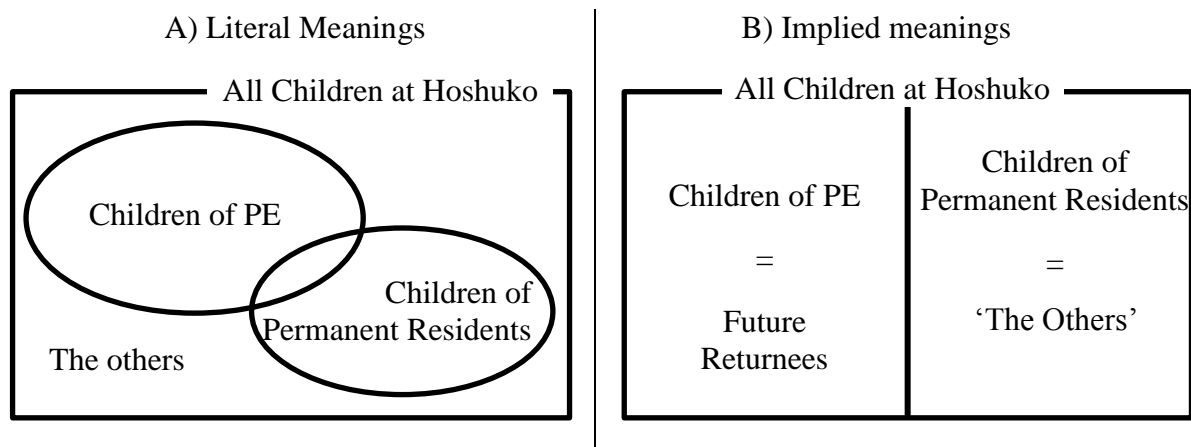 A) Literal Meanings
All Children at Hoshuko
Children of PE
Children of
Permanent Residents
The others
B) Implied meanings
All Children at Hoshuko
Children of PE
=
Future
Returnees
Children of
Permanent Residents
=
‘The Others’